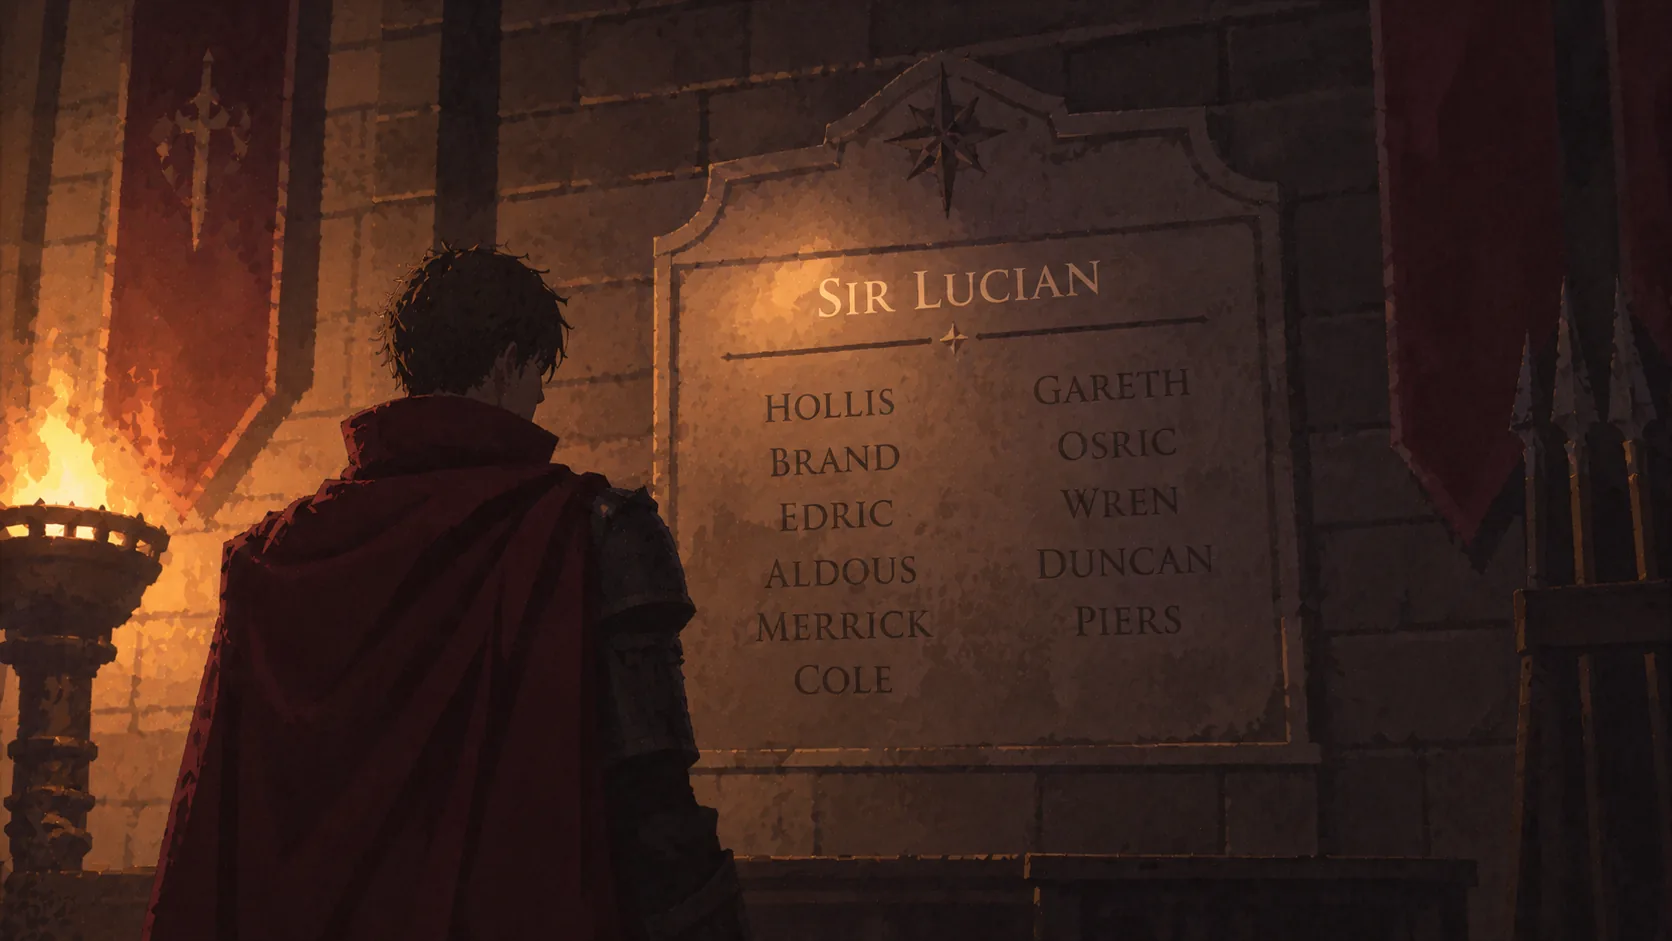 SIR LUCIAN
HOLLIS
BRAND
EDRIC
ALDOUS
MERRICK
COLE
GARETH
OSRIC
WREN
DUNCAN
PIERS